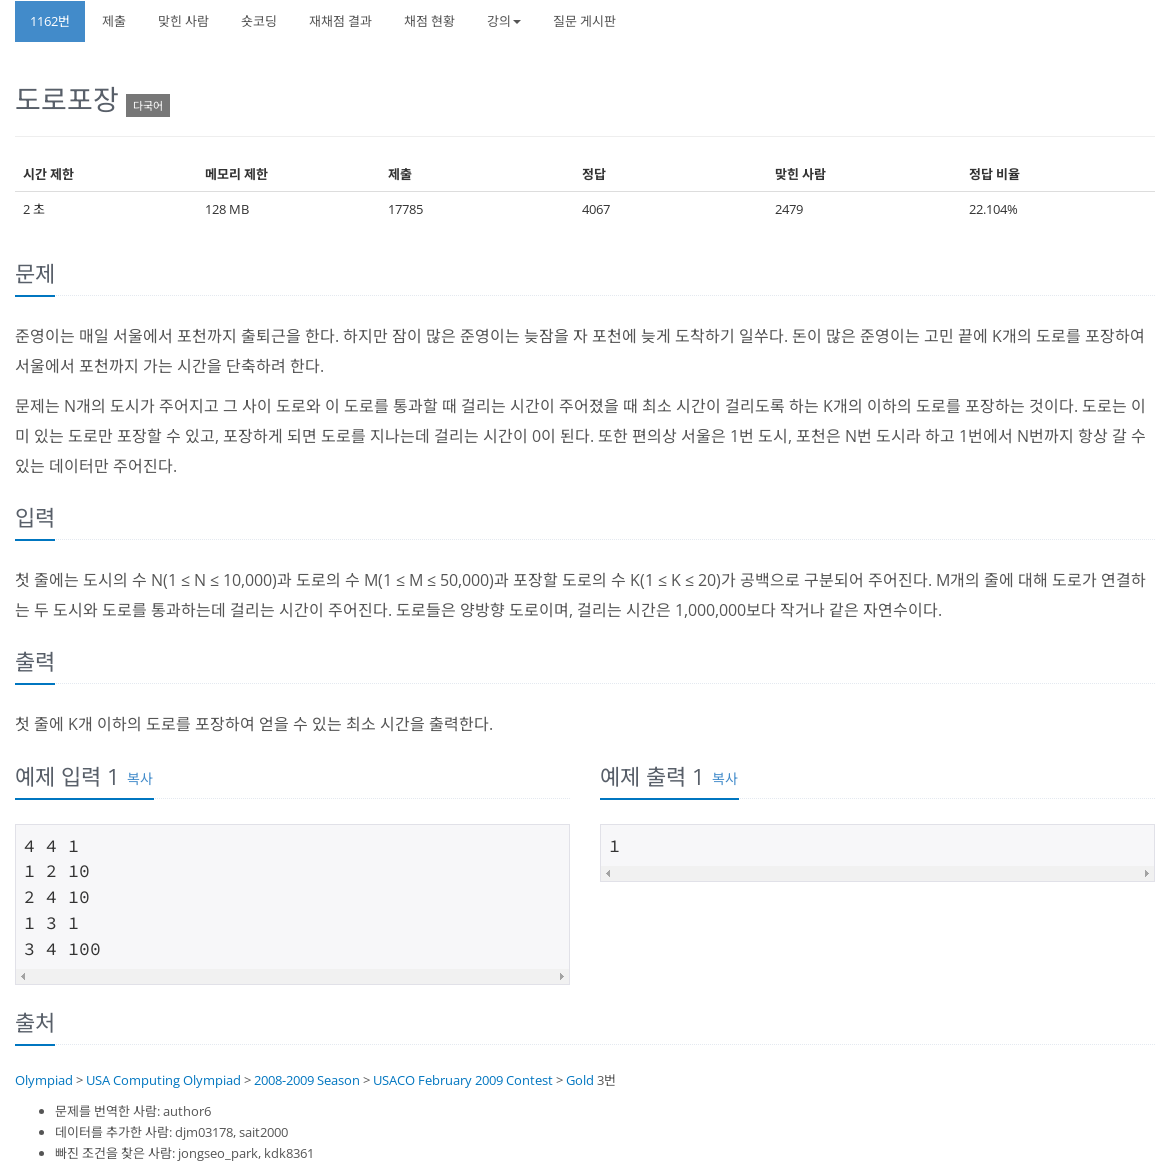 1162번 제출 맞힌 사람 숏코딩 재채점 결과 채점 현황 강의 질문 게시판
도로포장 다국어
시간 제한 메모리 제한 제출 정답 맞힌 사람 정답 비율
2 초 128 MB 17785 4067 2479 22.104%
문제
준영이는 매일 서울에서 포천까지 출퇴근을 한다. 하지만 잠이 많은 준영이는 늦잠을 자 포천에 늦게 도착하기 일쑤다. 돈이 많은 준영이는 고민 끝에 K개의 도로를 포장하여
서울에서 포천까지 가는 시간을 단축하려 한다.
문제는 N개의 도시가 주어지고 그 사이 도로와 이 도로를 통과할 때 걸리는 시간이 주어졌을 때 최소 시간이 걸리도록 하는 K개의 이하의 도로를 포장하는 것이다. 도로는 이
미 있는 도로만 포장할 수 있고, 포장하게 되면 도로를 지나는데 걸리는 시간이 0이 된다. 또한 편의상 서울은 1번 도시, 포천은 N번 도시라 하고 1번에서 N번까지 항상 갈 수
있는 데이터만 주어진다.
입력
첫 줄에는 도시의 수 N(1 ≤ N ≤ 10,000)과 도로의 수 M(1 ≤ M ≤ 50,000)과 포장할 도로의 수 K(1 ≤ K ≤ 20)가 공백으로 구분되어 주어진다. M개의 줄에 대해 도로가 연결하
는 두 도시와 도로를 통과하는데 걸리는 시간이 주어진다. 도로들은 양방향 도로이며, 걸리는 시간은 1,000,000보다 작거나 같은 자연수이다.
출력
첫 줄에 K개 이하의 도로를 포장하여 얻을 수 있는 최소 시간을 출력한다.
예제 입력 1 복사
4 4 1
1 2 10
2 4 10
1 3 1
3 4 100
예제 출력 1 복사
1
출처
Olympiad > USA Computing Olympiad > 2008-2009 Season > USACO February 2009 Contest > Gold 3번
문제를 번역한 사람: author6
데이터를 추가한 사람: djm03178, sait2000
빠진 조건을 찾은 사람: jongseo_park, kdk8361